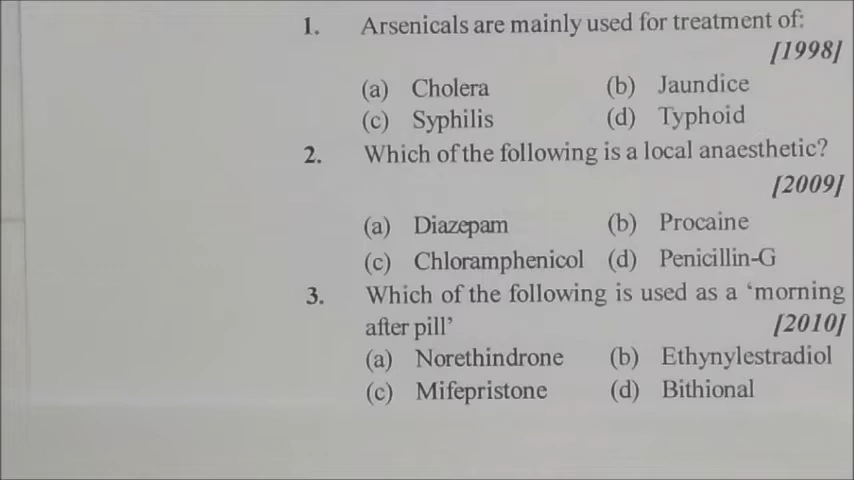 1. Arsenicals are mainly used for treatment of:
[1998]
(a) Cholera (b) Jaundice
(c) Syphilis (d) Typhoid
2. Which of the following is a local anaesthetic?
[2009]
(a) Diazepam (b) Procaine
(c) Chloramphenicol (d) Penicillin-G
3. Which of the following is used as a ‘morning
after pill’ [2010]
(a) Norethindrone (b) Ethynylestradiol
(c) Mifepristone (d) Bithional